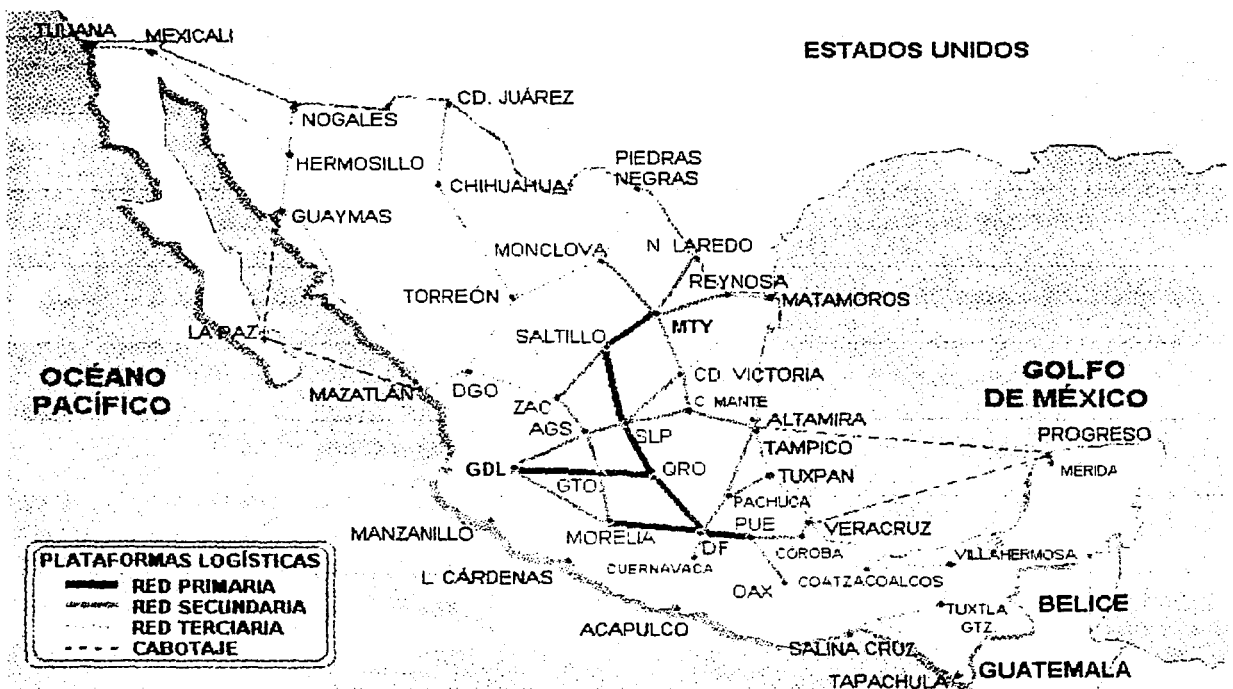 TIJUANA
MEXICALI
ESTADOS UNIDOS
NOGALES
CD. JUÁREZ
HERMOSILLO
CHIHUAHUA
PIEDRAS
NEGRAS
GUAYMAS
MONCLOVA
N. LAREDO
REYNOSA
TORREÓN
MATAMOROS
LA PAZ
SALTILLO
MTY
OCÉANO
PACÍFICO
MAZATLÁN
DGO
ZAC
CD. VICTORIA
C. MANTE
GOLFO
DE MÉXICO
AGS
SLP
ALTAMIRA
TAMPICO
PROGRESO
MÉRIDA
GDL
GTO
QRO
TUXPAN
PACHUCA
MANZANILLO
MORELIA
DF
PUE
VERACRUZ
CÓROBA
CUERNAVACA
VILLAHERMOSA
L. CÁRDENAS
OAX
COATZACOALCOS
ACAPULCO
TUXTLA
GTZ.
BELICE
SALINA CRUZ
TAPACHULA
GUATEMALA
PLATAFORMAS LOGÍSTICAS
RED PRIMARIA
RED SECUNDARIA
RED TERCIARIA
CABOTAJE